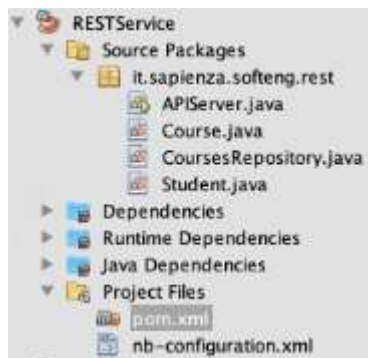 RESTService
Source Packages
it.sapienza.softeng.rest
APIServer.java
Course.java
CoursesRepository.java
Student.java
Dependencies
Runtime Dependencies
Java Dependencies
Project Files
pom.xml
nb-configuration.xml